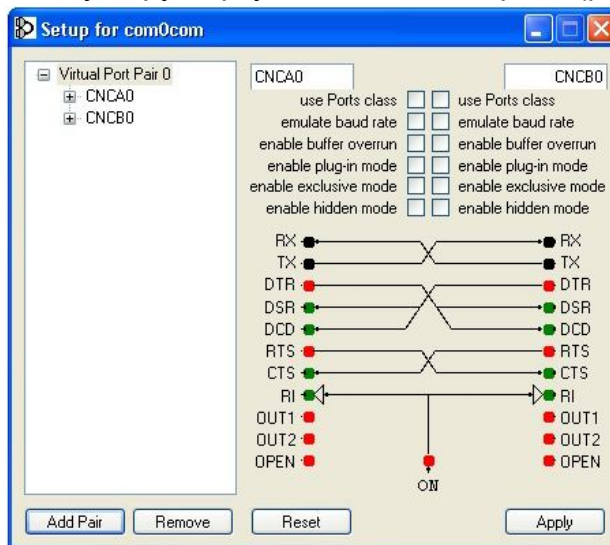 Setup for com0com
Virtual Port Pair 0
CNCA0
CNCB0
CNCA0 CNCB0
use Ports class use Ports class
emulate baud rate emulate baud rate
enable buffer overrun enable buffer overrun
enable plug-in mode enable plug-in mode
enable exclusive mode enable exclusive mode
enable hidden mode enable hidden mode
RX RX
TX TX
DTR DTR
DSR DSR
DCD DCD
RTS RTS
CTS CTS
RI RI
OUT1 OUT1
OUT2 OUT2
OPEN OPEN
ON
Add Pair Remove Reset Apply